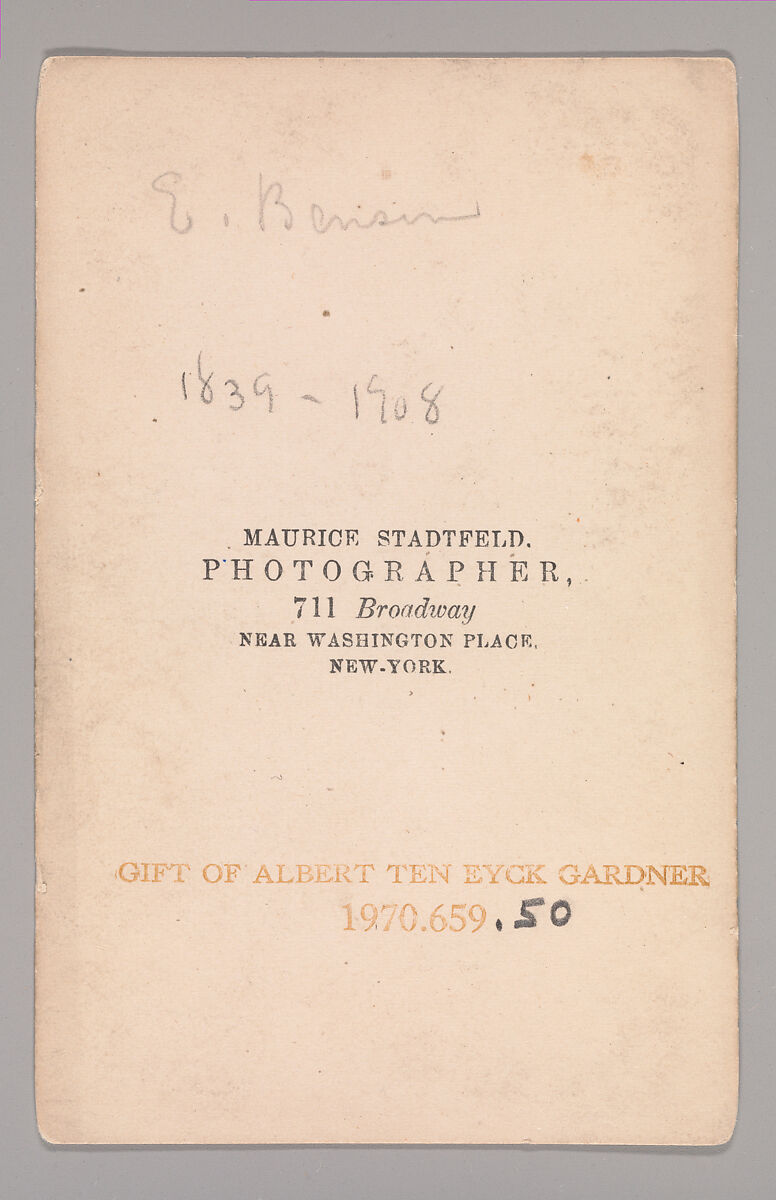 E. Benson
1839 - 1908
MAURICE STADTFELD.
PHOTOGRAPHER,
711 Broadway
NEAR WASHINGTON PLACE,
NEW-YORK.
GIFT OF ALBERT TEN EYCK GARDNER
1970.659.50